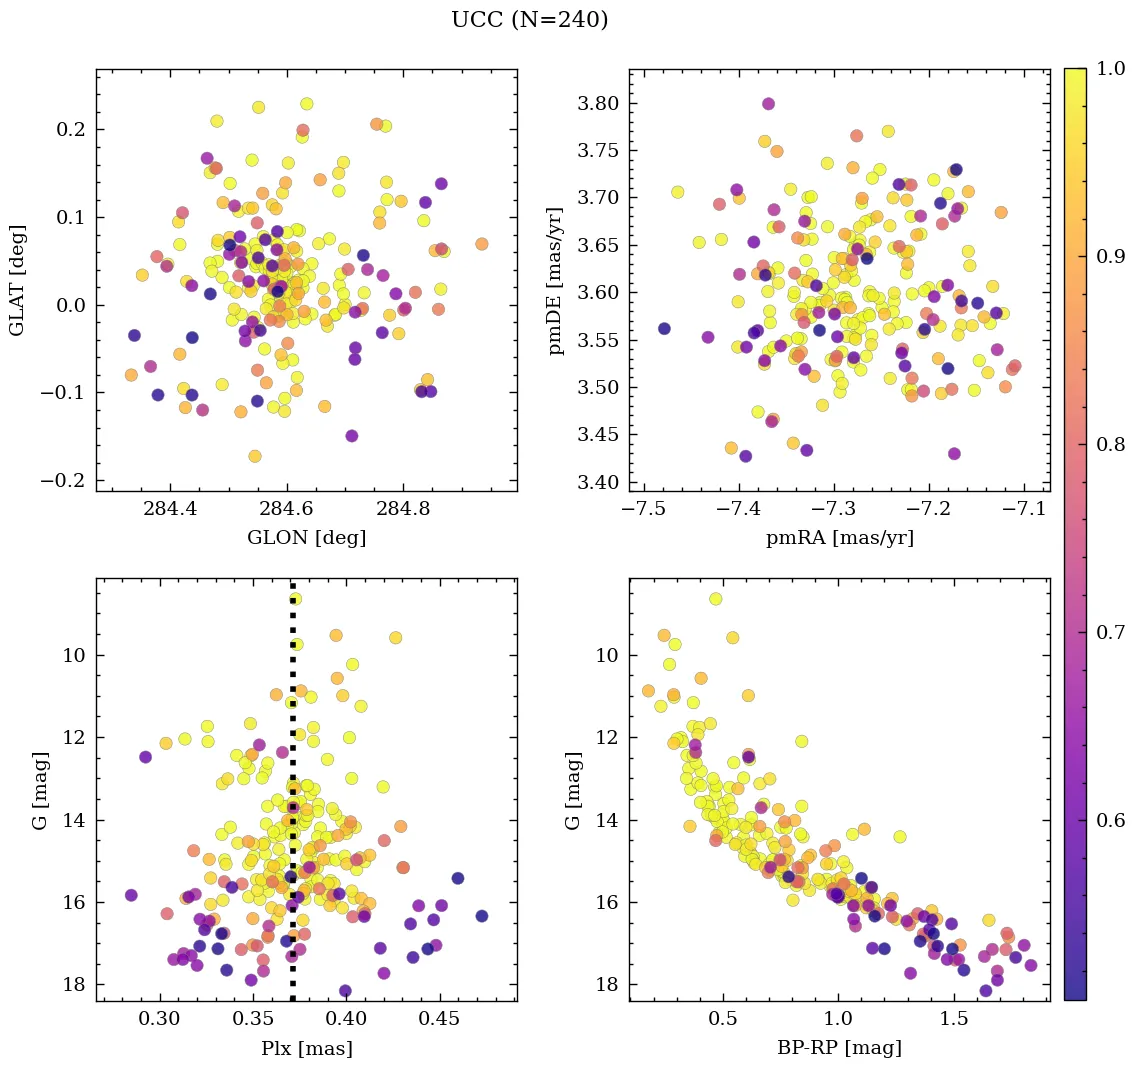 UCC (N=240)
0.2
0.1
0.0
−0.1
−0.2
GLAT [deg]
284.4 284.6 284.8
GLON [deg]
3.80
3.75
3.70
3.65
3.60
3.55
3.50
3.45
3.40
pmDE [mas/yr]
−7.5 −7.4 −7.3 −7.2 −7.1
pmRA [mas/yr]
10
12
14
16
18
G [mag]
0.30 0.35 0.40 0.45
Plx [mas]
10
12
14
16
18
G [mag]
0.5 1.0 1.5
BP-RP [mag]
1.0
0.9
0.8
0.7
0.6